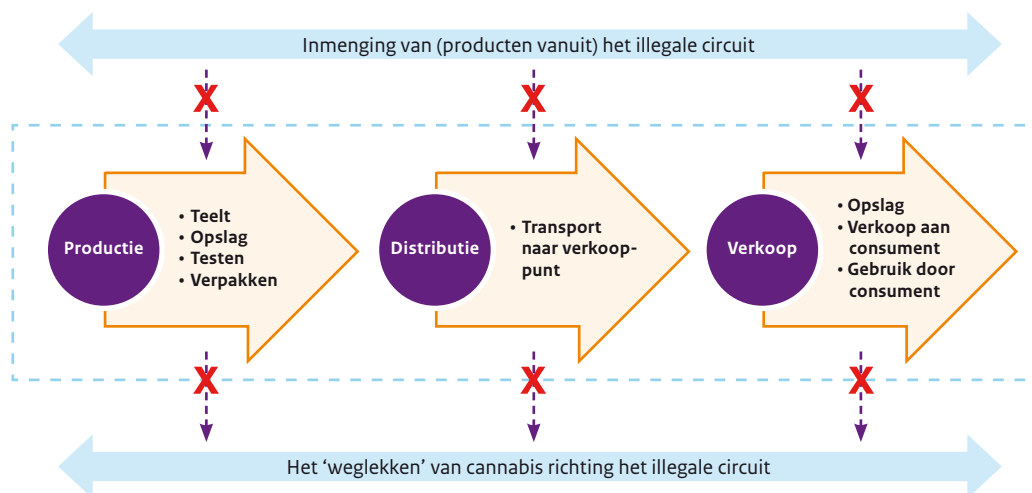 Inmenging van (producten vanuit) het illegale circuit
X
X
X
Productie
• Teelt
• Opslag
• Testen
• Verpakken
Distributie
• Transport
naar verkoop-
punt
Verkoop
• Opslag
• Verkoop aan
consument
• Gebruik door
consument
X
X
X
Het ‘weglekken’ van cannabis richting het illegale circuit